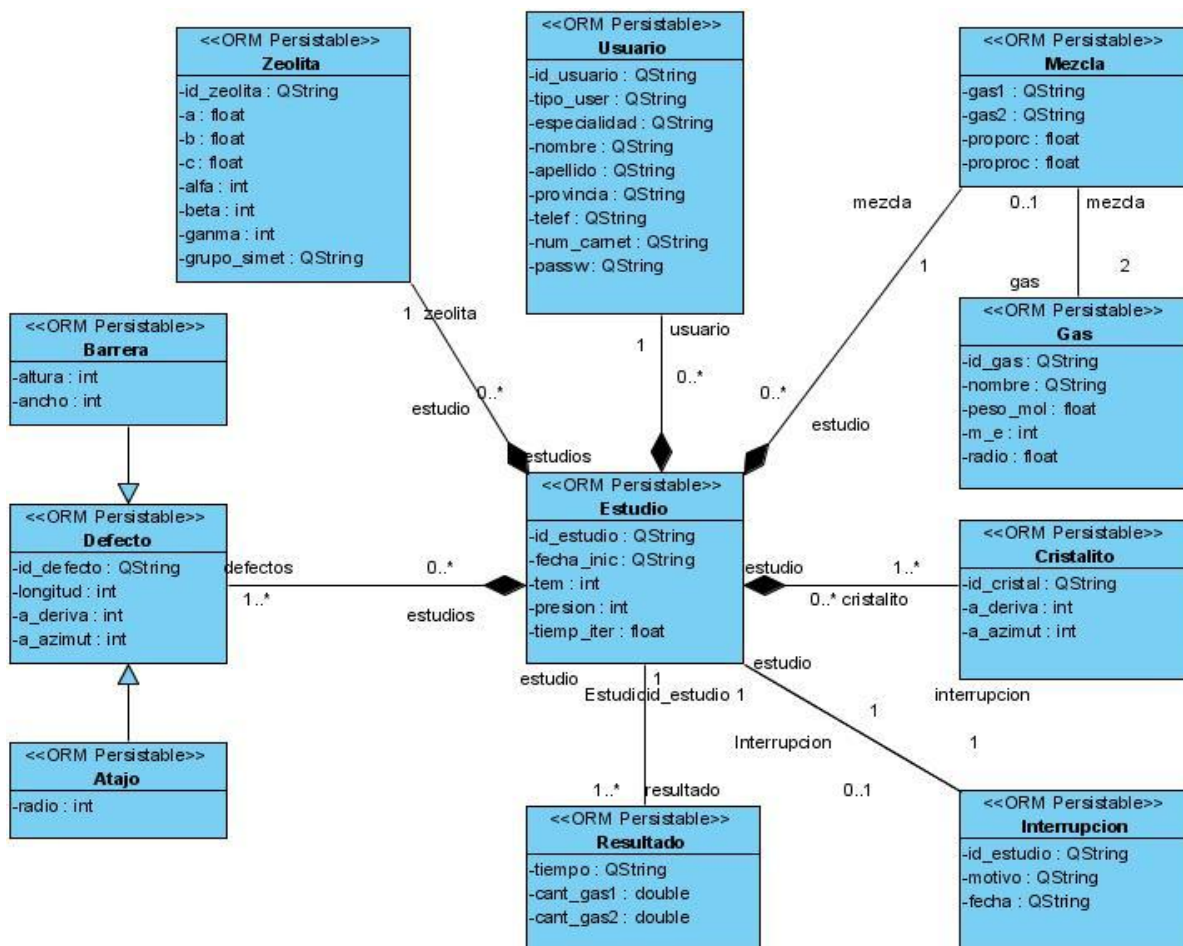 <<ORM Persistable>>
Zeolita
-id_zeolita : QString
-a : float
-b : float
-c : float
-alfa : int
-beta : int
-ganma : int
-grupo_simet : QString
<<ORM Persistable>>
Usuario
-id_usuario : QString
-tipo_user : QString
-especialidad : QString
-nombre : QString
-apellido : QString
-provincia : QString
-telef : QString
-num_carnet : QString
-passw: QString
<<ORM Persistable>>
Mezcla
-gas1 : QString
-gas2 : QString
-proporc : float
-proproc : float
mezcla
0..1
mezcla
1
2
gas
1 zeolita
usuario
1
0..*
0..*
0..*
estudio
estudio
estudios
<<ORM Persistable>>
Barrera
-altura : int
-ancho : int
<<ORM Persistable>>
Gas
-id_gas : QString
-nombre : QString
-peso_mol : float
-m_e : int
-radio : float
<<ORM Persistable>>
Defecto
-id_defecto : QString
-longitud : int
-a_deriva : int
-a_azimut : int
defectos
0..*
1..*
estudios
<<ORM Persistable>>
Estudio
-id_estudio : QString
-fecha_inic : QString
-tem : int
-presion : int
-tiemp_iter : float
estudio
1..*
0..* cristalito
<<ORM Persistable>>
Cristalito
-id_cristal : QString
-a_deriva : int
-a_azimut : int
estudio
1
estudio
Estudioid_estudio 1
interrupcion
1
Interrupcion
1
0..1
1..*
resultado
<<ORM Persistable>>
Atajo
-radio : int
<<ORM Persistable>>
Resultado
-tiempo : QString
-cant_gas1 : double
-cant_gas2 : double
<<ORM Persistable>>
Interrupcion
-id_estudio : QString
-motivo : QString
-fecha : QString